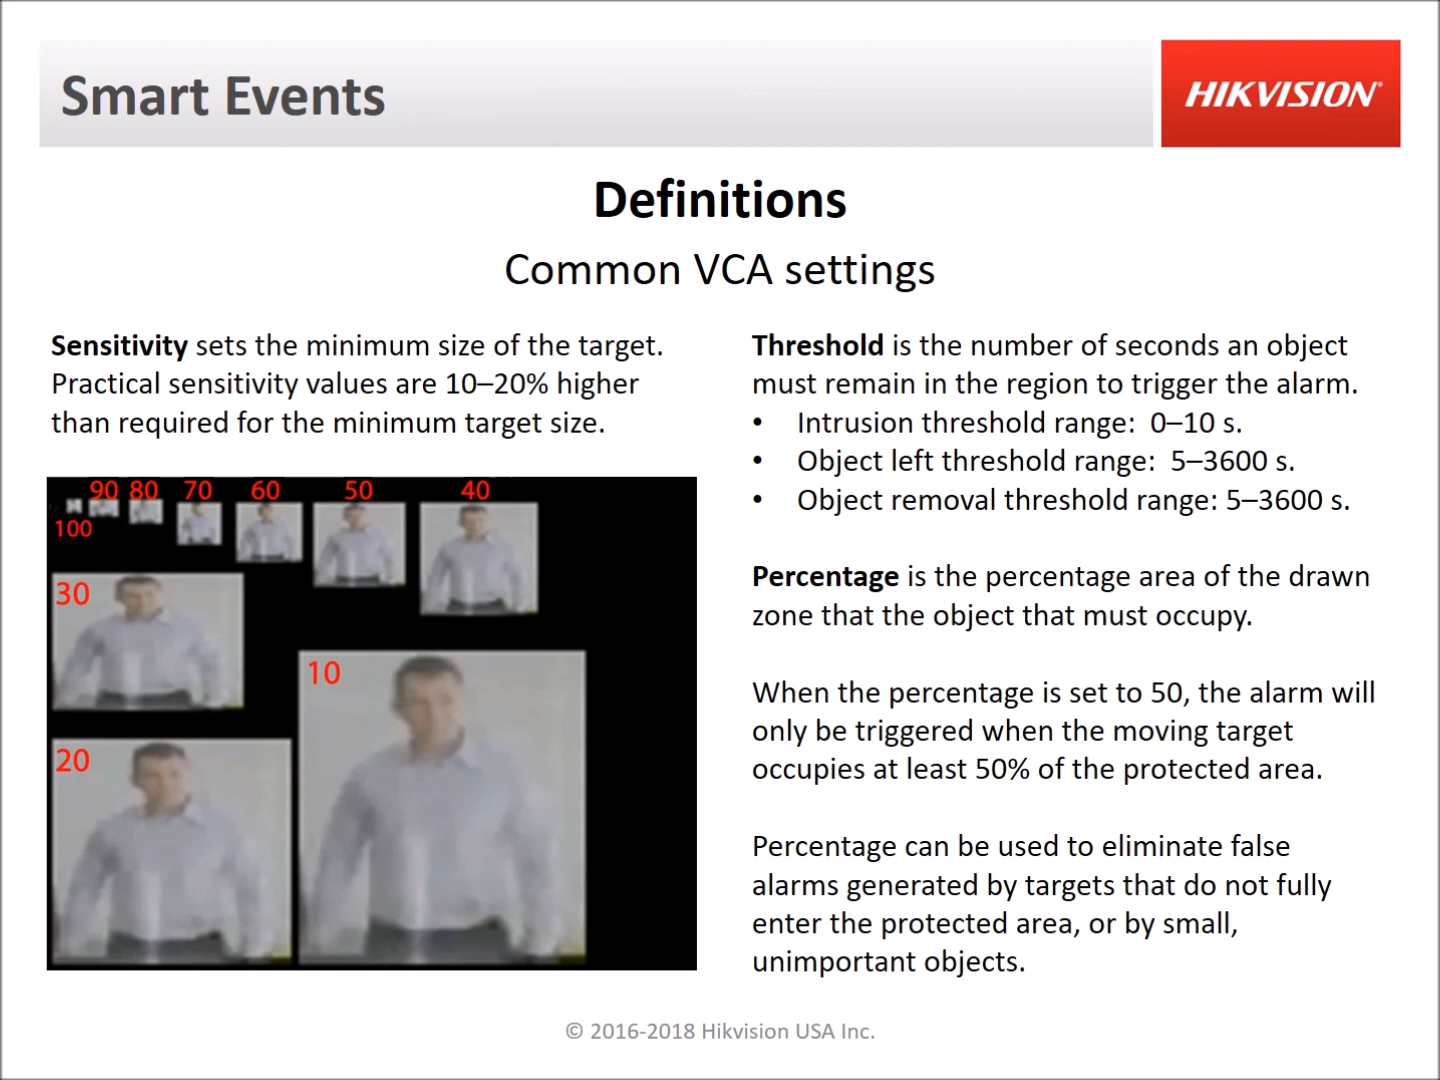 Smart Events
HIKVISION®
Definitions
Common VCA settings
Sensitivity sets the minimum size of the target.
Practical sensitivity values are 10–20% higher
than required for the minimum target size.
90 80 70 60 50 40
100
30
10
20
Threshold is the number of seconds an object
must remain in the region to trigger the alarm.
• Intrusion threshold range: 0–10 s.
• Object left threshold range: 5–3600 s.
• Object removal threshold range: 5–3600 s.
Percentage is the percentage area of the drawn
zone that the object that must occupy.
When the percentage is set to 50, the alarm will
only be triggered when the moving target
occupies at least 50% of the protected area.
Percentage can be used to eliminate false
alarms generated by targets that do not fully
enter the protected area, or by small,
unimportant objects.
© 2016-2018 Hikvision USA Inc.